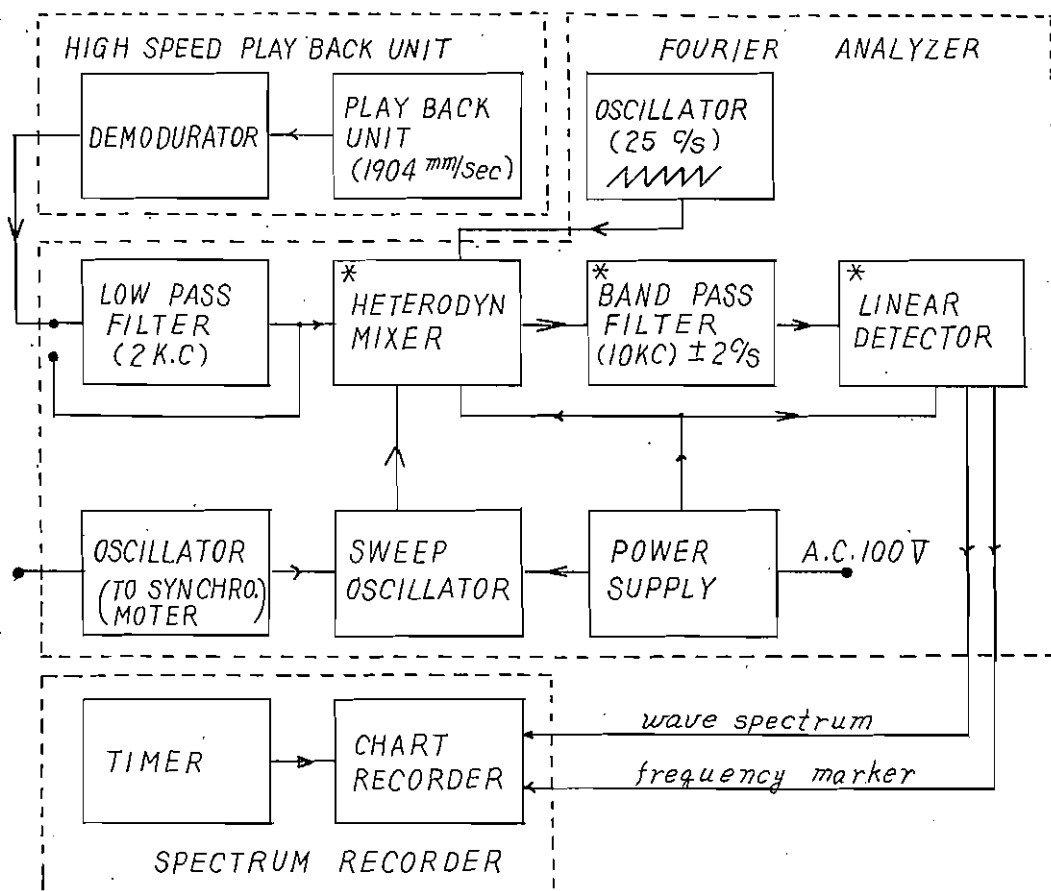 HIGH SPEED PLAY BACK UNIT
DEMODURATOR
PLAY BACK
UNIT
(1904 mm/sec)
FOURIER ANALYZER
OSCILLATOR
(25 c/s)
LOW PASS
FILTER
(2 K.C)
*
HETERODYN
MIXER
*
BAND PASS
FILTER
(10KC) ±2c/s
*
LINEAR
DETECTOR
OSCILLATOR
(TO SYNCHRO.
MOTER)
SWEEP
OSCILLATOR
POWER
SUPPLY
A.C. 100 V
TIMER
CHART
RECORDER
wave spectrum
frequency marker
SPECTRUM RECORDER